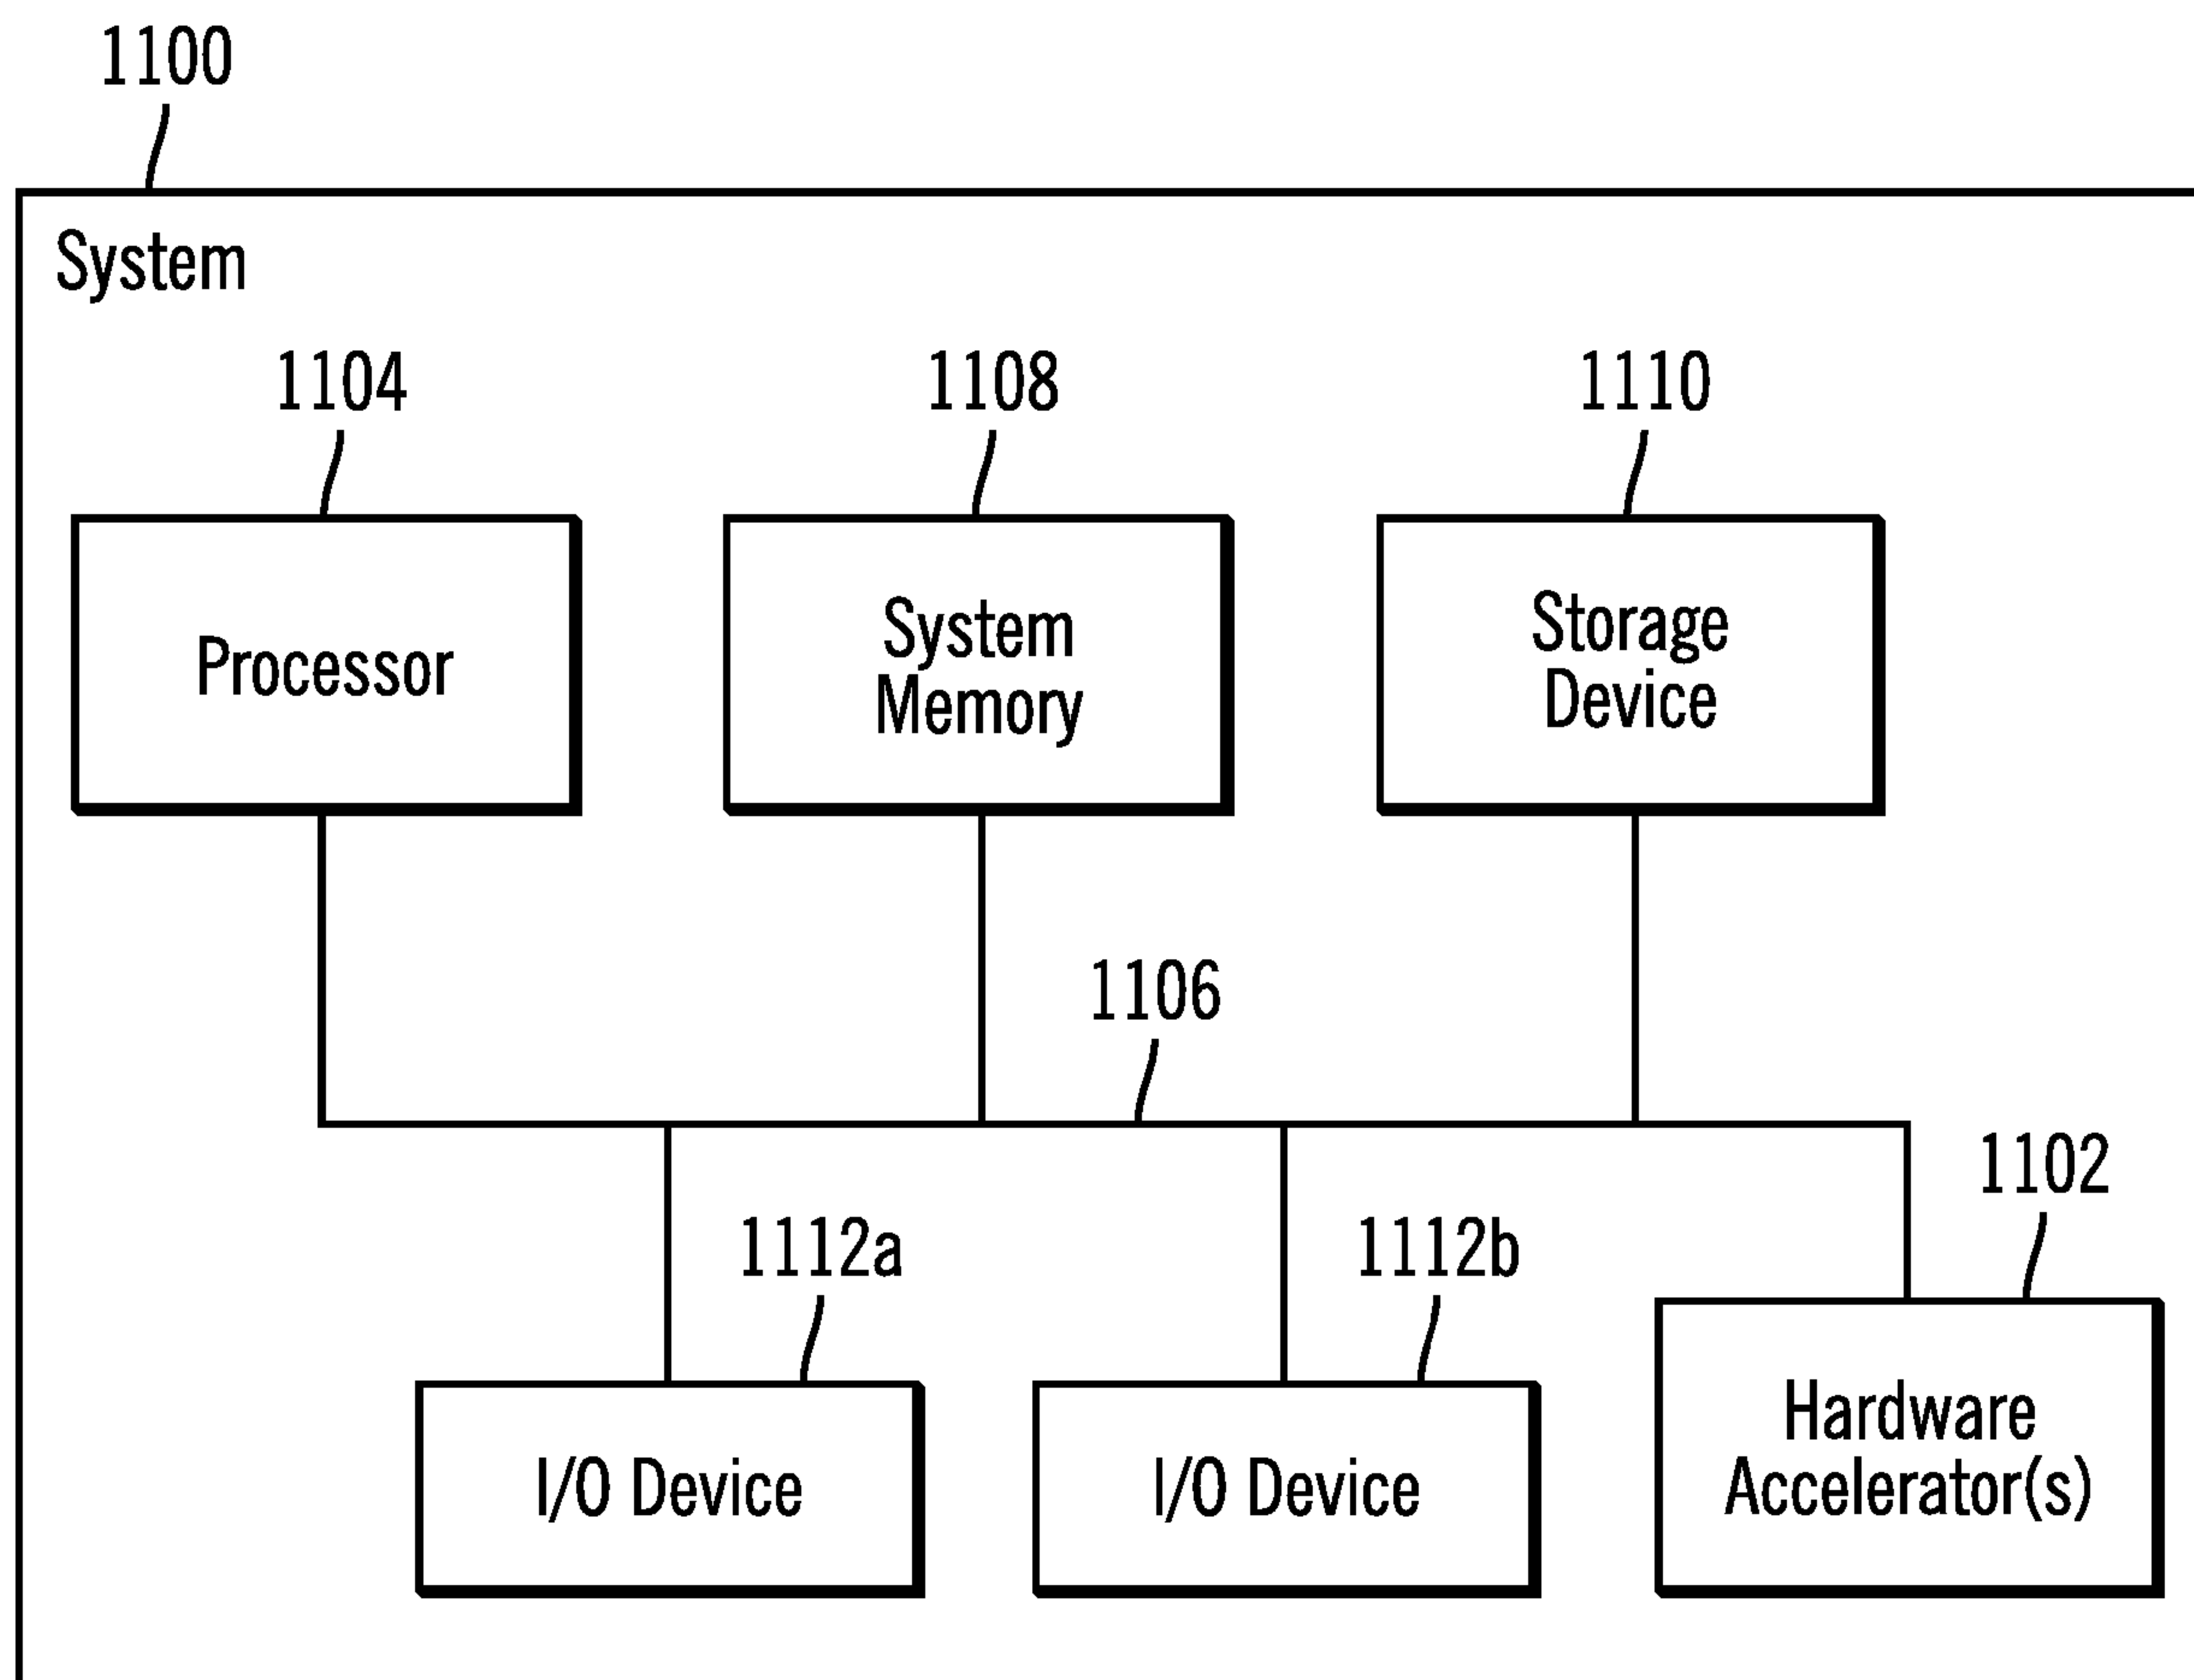 1100
System
1104
1108
1110
Processor
System
Memory
Storage
Device
1106
1102
1112a
1112b
I/O Device
I/O Device
Hardware
Accelerator(s)